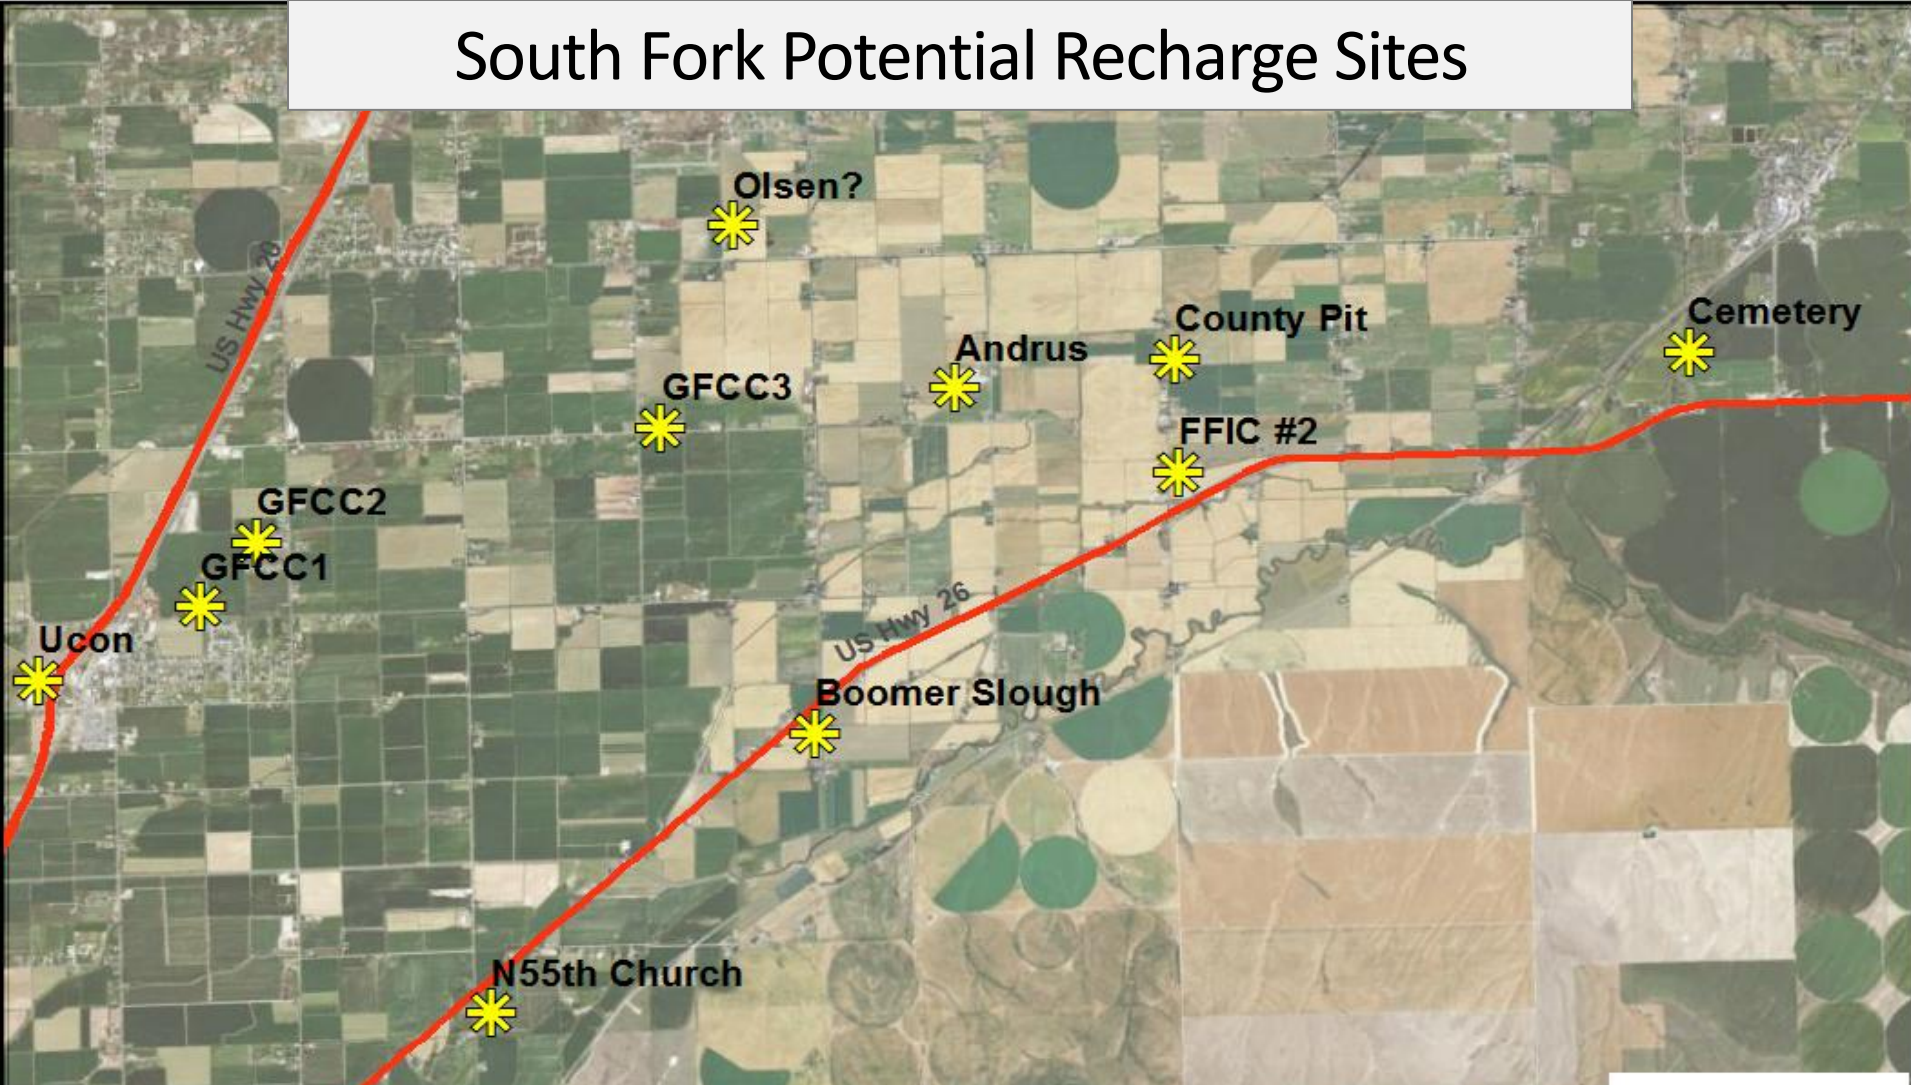 South Fork Potential Recharge Sites
Olsen?
US Hwy 20
County Pit
Cemetery
Andrus
GFCC3
FFIC #2
GFCC2
GFCC1
US Hwy 26
Ucon
Boomer Slough
N55th Church